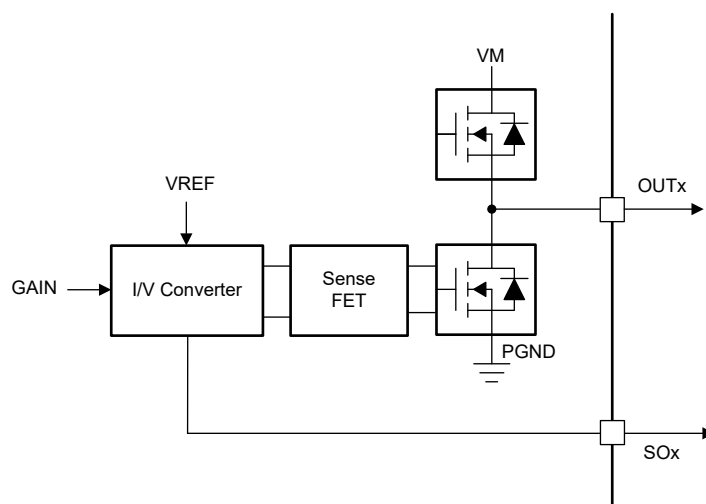 VM
VREF
OUTx
GAIN
I/V Converter
Sense
FET
PGND
SOx